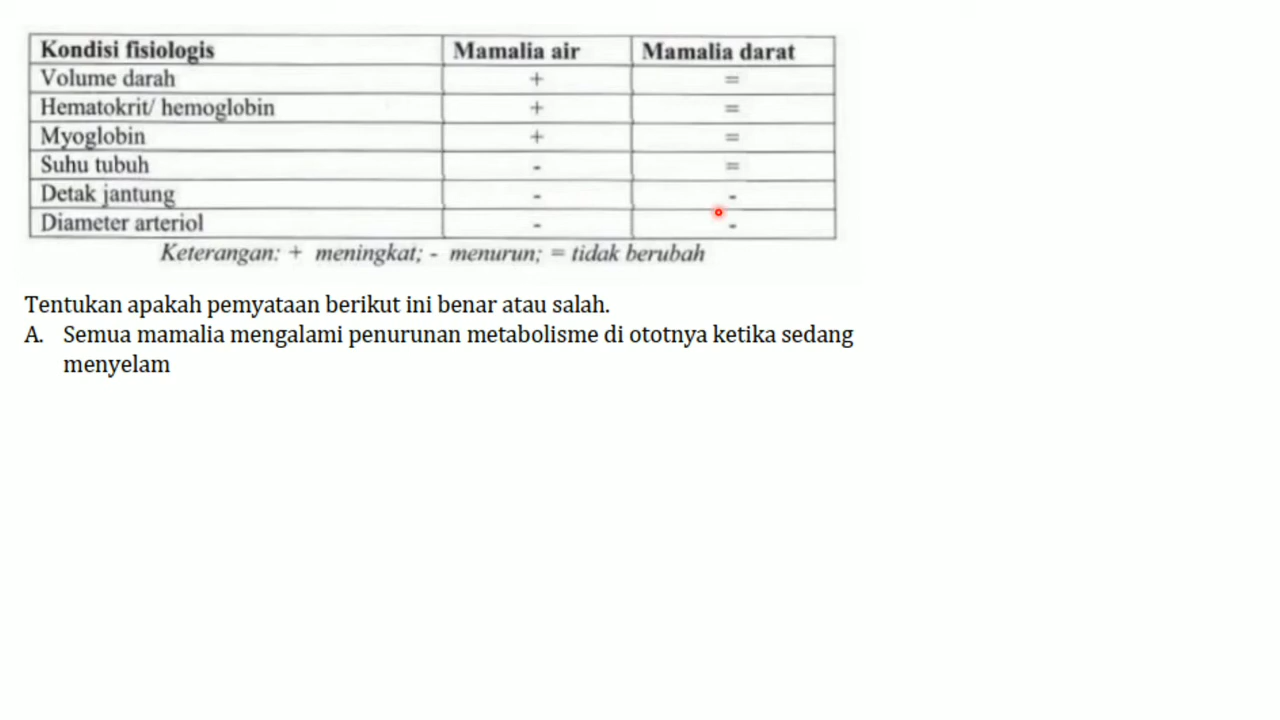 Kondisi fisiologis Mamalia air Mamalia darat
Volume darah + =
Hematokrit/ hemoglobin + =
Myoglobin + =
Suhu tubuh - =
Detak jantung - -
Diameter arteriol - -
Keterangan: + meningkat; - menurun; = tidak berubah
Tentukan apakah pemyataan berikut ini benar atau salah.
A. Semua mamalia mengalami penurunan metabolisme di ototnya ketika sedang
menyelam